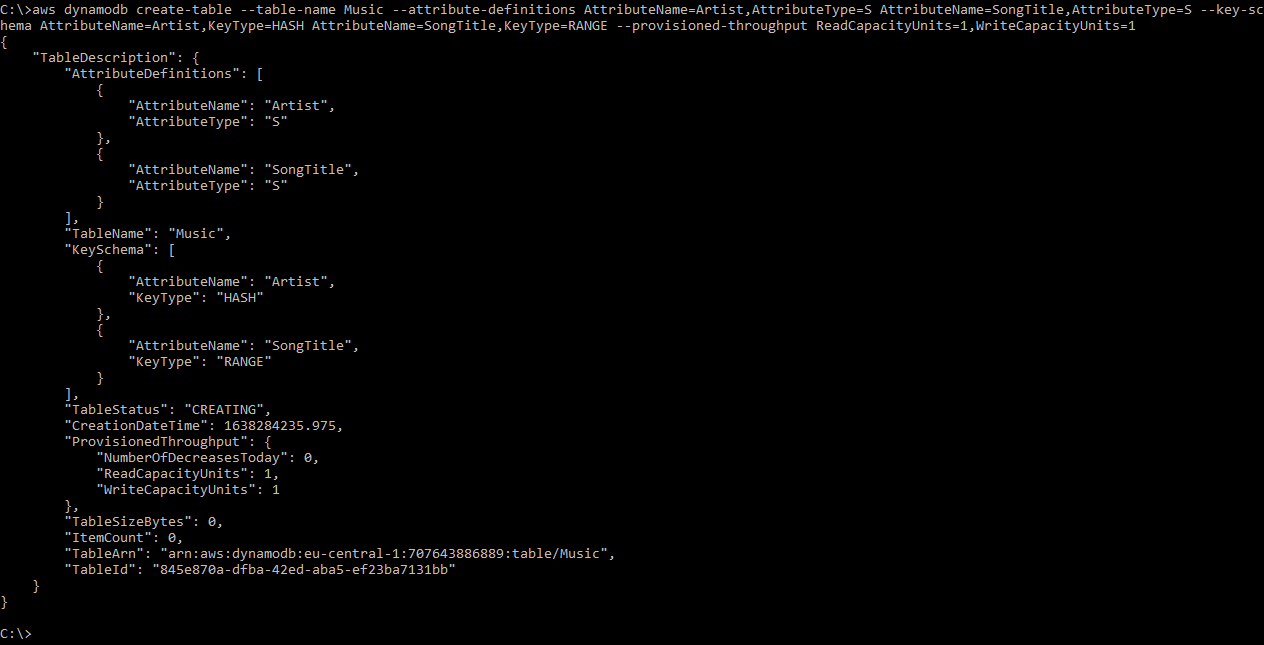 C:\>aws dynamodb create-table --table-name Music --attribute-definitions AttributeName=Artist,AttributeType=S AttributeName=SongTitle,AttributeType=S --key-sc
hema AttributeName=Artist,KeyType=HASH AttributeName=SongTitle,KeyType=RANGE --provisioned-throughput ReadCapacityUnits=1,WriteCapacityUnits=1
{
    "TableDescription": {
        "AttributeDefinitions": [
            {
                "AttributeName": "Artist",
                "AttributeType": "S"
            },
            {
                "AttributeName": "SongTitle",
                "AttributeType": "S"
            }
        ],
        "TableName": "Music",
        "KeySchema": [
            {
                "AttributeName": "Artist",
                "KeyType": "HASH"
            },
            {
                "AttributeName": "SongTitle",
                "KeyType": "RANGE"
            }
        ],
        "TableStatus": "CREATING",
        "CreationDateTime": 1638284235.975,
        "ProvisionedThroughput": {
            "NumberOfDecreasesToday": 0,
            "ReadCapacityUnits": 1,
            "WriteCapacityUnits": 1
        },
        "TableSizeBytes": 0,
        "ItemCount": 0,
        "TableArn": "arn:aws:dynamodb:eu-central-1:707643886889:table/Music",
        "TableId": "845e870a-dfba-42ed-aba5-ef23ba7131bb"
    }
}
C:\>